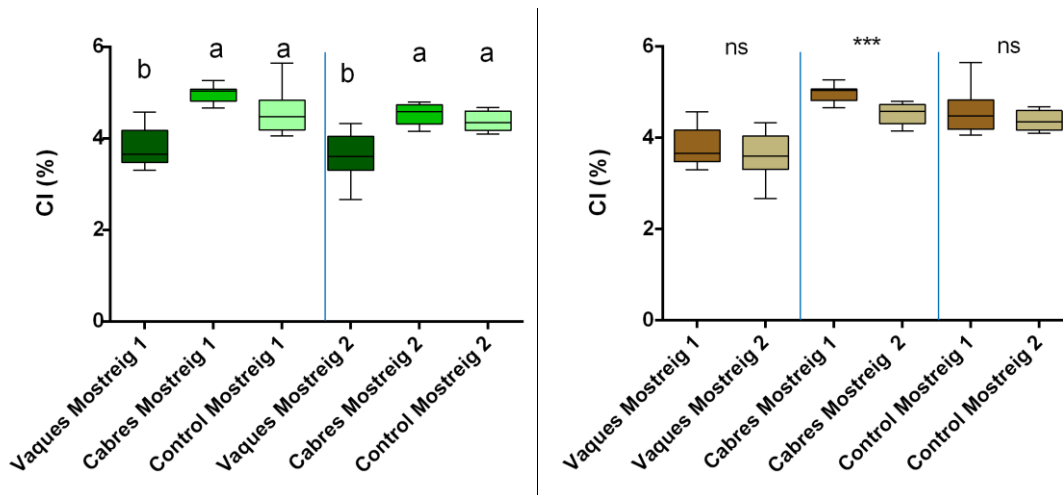 CI (%)
6
4
2
0
b
a
a
b
a
a
Vaques Mostreig 1
Cabres Mostreig 1
Control Mostreig 1
Vaques Mostreig 2
Cabres Mostreig 2
Control Mostreig 2
CI (%)
6
4
2
0
ns
***
ns
Vaques Mostreig 1
Vaques Mostreig 2
Cabres Mostreig 1
Cabres Mostreig 2
Control Mostreig 1
Control Mostreig 2